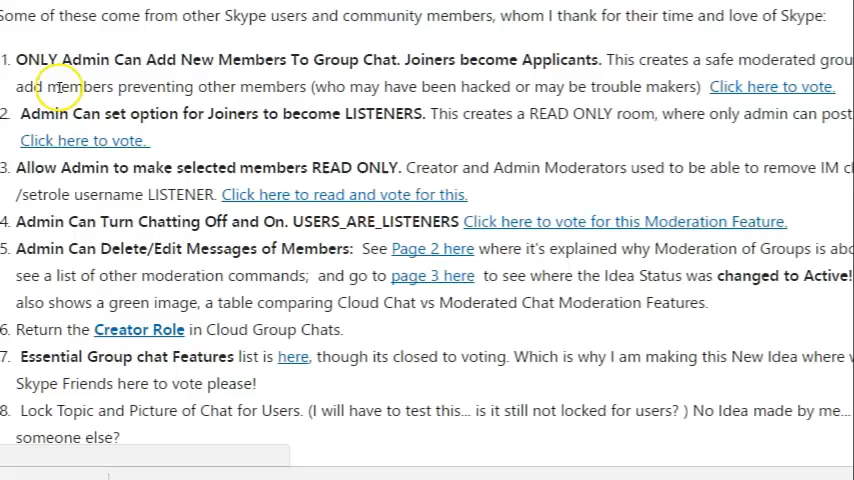 Some of these come from other Skype users and community members, whom I thank for their time and love of Skype:
1. ONLY Admin Can Add New Members To Group Chat. Joiners become Applicants. This creates a safe moderated grou
add members preventing other members (who may have been hacked or may be trouble makers) Click here to vote.
2. Admin Can set option for Joiners to become LISTENERS. This creates a READ ONLY room, where only admin can post
Click here to vote.
3. Allow Admin to make selected members READ ONLY. Creator and Admin Moderators used to be able to remove IM c
/setrole username LISTENER. Click here to read and vote for this.
4. Admin Can Turn Chatting Off and On. USERS_ARE_LISTENERS Click here to vote for this Moderation Feature.
5. Admin Can Delete/Edit Messages of Members: See Page 2 here where it's explained why Moderation of Groups is abo
see a list of other moderation commands; and go to page 3 here to see where the Idea Status was changed to Active!
also shows a green image, a table comparing Cloud Chat vs Moderated Chat Moderation Features.
6. Return the Creator Role in Cloud Group Chats.
7. Essential Group chat Features list is here, though its closed to voting. Which is why I am making this New Idea where
Skype Friends here to vote please!
8. Lock Topic and Picture of Chat for Users. (I will have to test this... is it still not locked for users? ) No Idea made by me...
someone else?